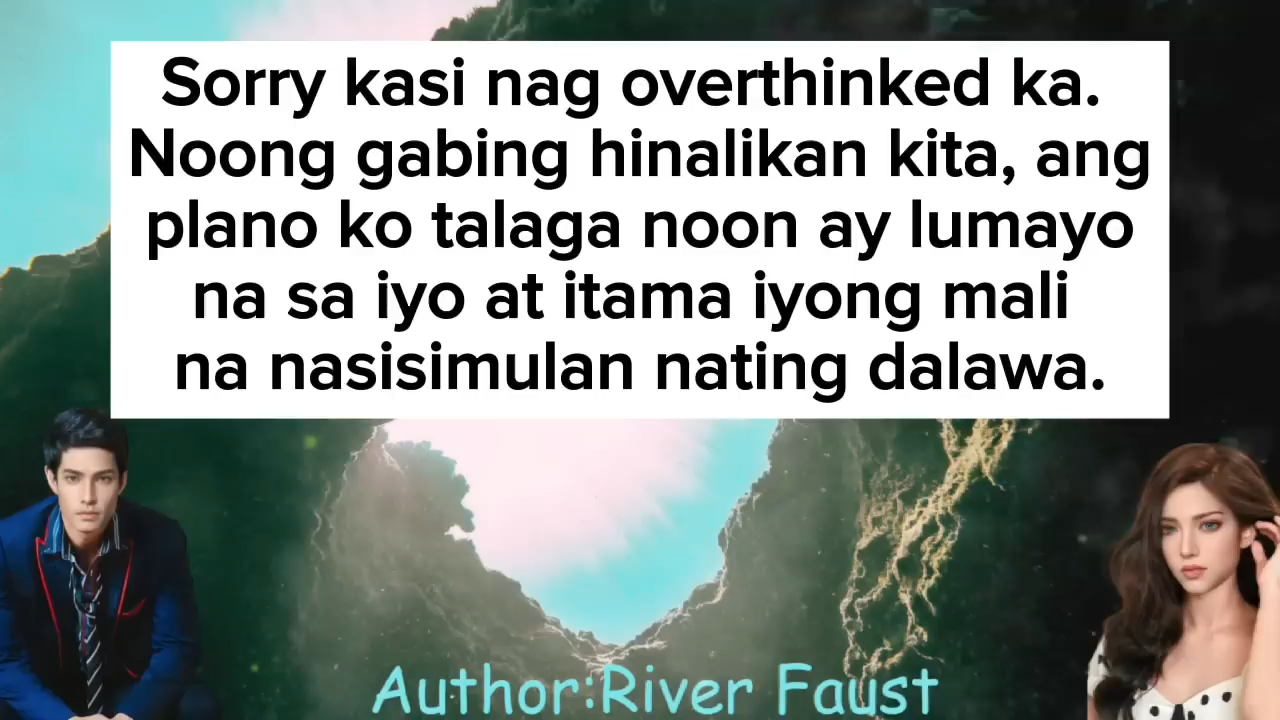 Sorry kasi nag overthinked ka.
Noong gabing hinalikan kita, ang
plano ko talaga noon ay lumayo
na sa iyo at itama iyong mali
na nasisimulan nating dalawa.
Author:River Faust